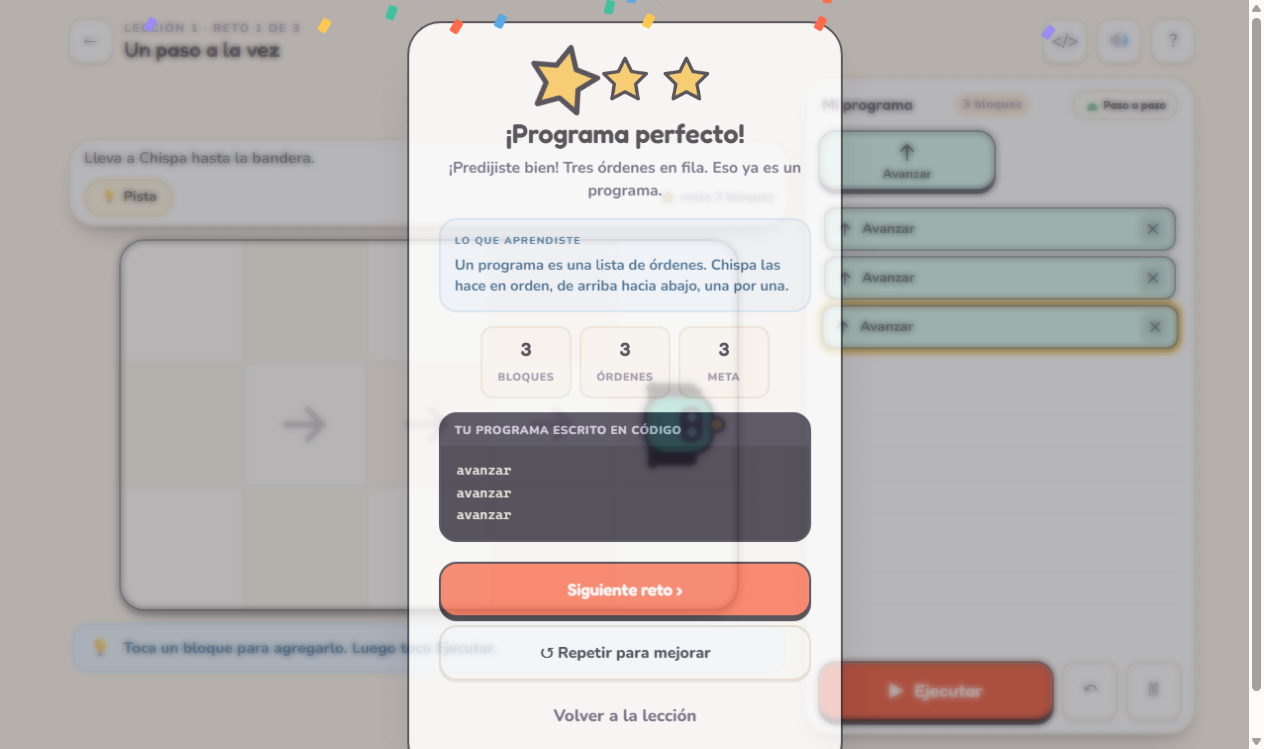 LECCIÓN 1 · RETO 1 DE 3
Un paso a la vez
</>
?
Lleva a Chispa hasta la bandera.
Pista
meta 3 bloques
¡Programa perfecto!
¡Predijiste bien! Tres órdenes en fila. Eso ya es un
programa.
LO QUE APRENDISTE
Un programa es una lista de órdenes. Chispa las
hace en orden, de arriba hacia abajo, una por una.
3
BLOQUES
3
ÓRDENES
3
META
TU PROGRAMA ESCRITO EN CÓDIGO
avanzar
avanzar
avanzar
Siguiente reto ›
↺ Repetir para mejorar
Volver a la lección
Mi programa
3 bloques
Paso a paso
Avanzar
Avanzar
Avanzar
Avanzar
Toca un bloque para agregarlo. Luego toca Ejecutar.
Ejecutar